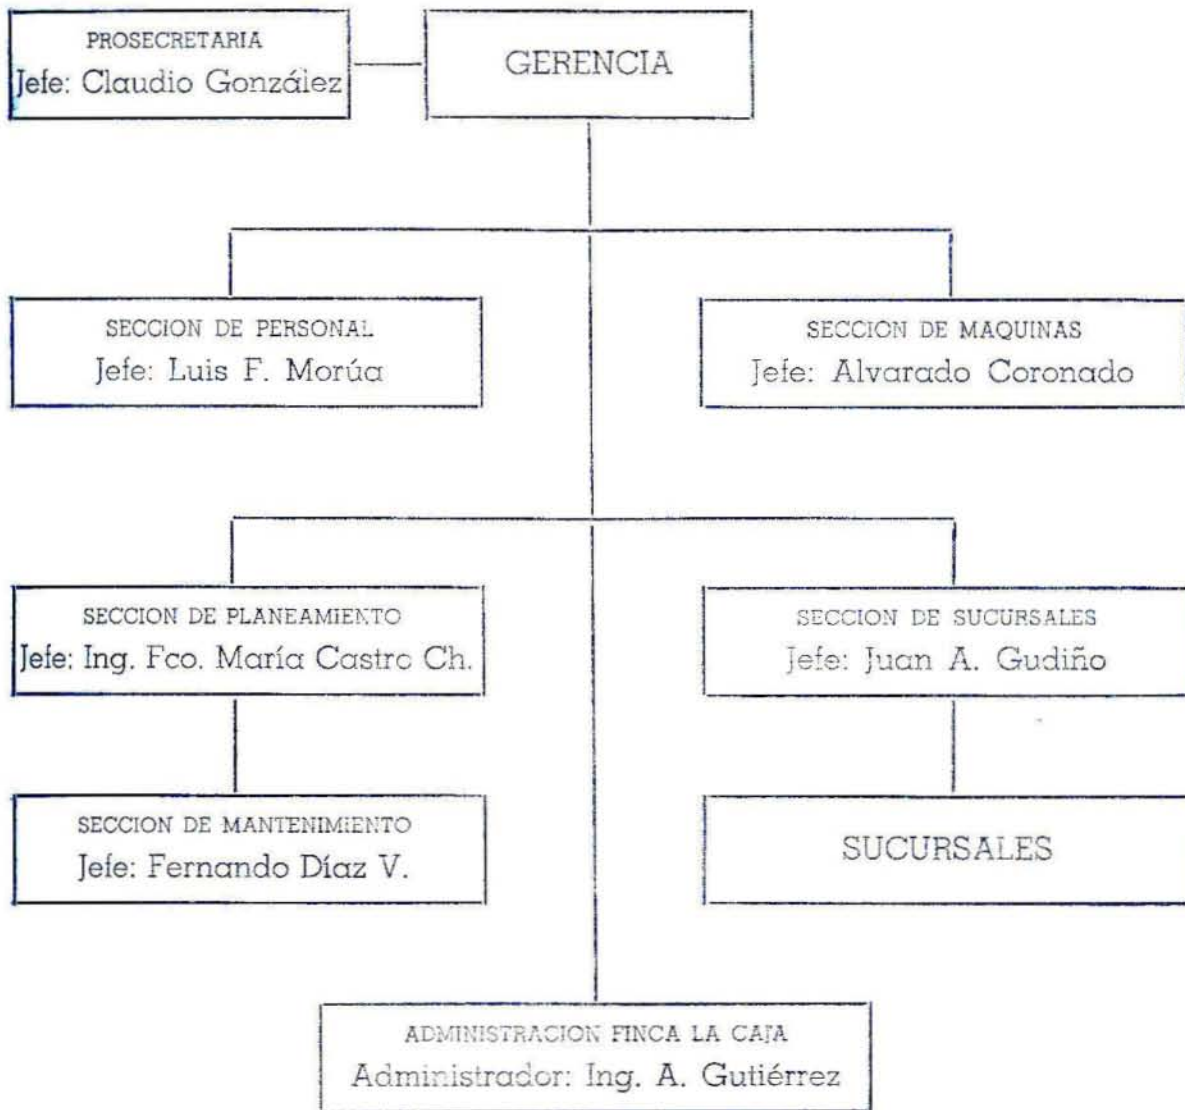 PROSECRETARIA
Jefe: Claudio González
GERENCIA
SECCION DE PERSONAL
Jefe: Luis F. Morúa
SECCION DE MAQUINAS
Jefe: Alvarado Coronado
SECCION DE PLANEAMIENTO
Jefe: Ing. Fco. María Castro Ch.
SECCION DE SUCURSALES
Jefe: Juan A. Gudiño
SECCION DE MANTENIMIENTO
Jefe: Fernando Díaz V.
SUCURSALES
ADMINISTRACION FINCA LA CAJA
Administrador: Ing. A. Gutiérrez